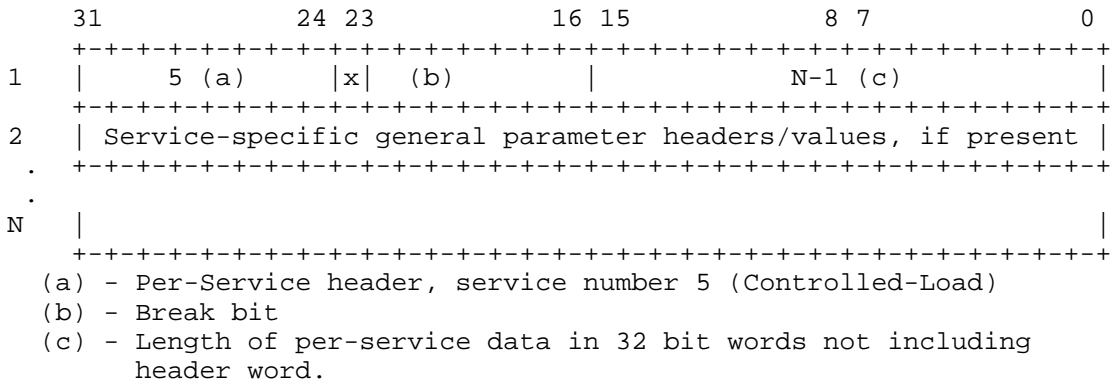 31           24 23           16 15            8 7             0
     +-+-+-+-+-+-+-+-+-+-+-+-+-+-+-+-+-+-+-+-+-+-+-+-+-+-+-+-+-+-+-+-+
1    |     5 (a)     |x|  (b)        |            N-1 (c)            |
     +-+-+-+-+-+-+-+-+-+-+-+-+-+-+-+-+-+-+-+-+-+-+-+-+-+-+-+-+-+-+-+-+
2    | Service-specific general parameter headers/values, if present |
 .   +-+-+-+-+-+-+-+-+-+-+-+-+-+-+-+-+-+-+-+-+-+-+-+-+-+-+-+-+-+-+-+-+
 .
N    |                                                               |
     +-+-+-+-+-+-+-+-+-+-+-+-+-+-+-+-+-+-+-+-+-+-+-+-+-+-+-+-+-+-+-+-+
   (a) - Per-Service header, service number 5 (Controlled-Load)
   (b) - Break bit
   (c) - Length of per-service data in 32 bit words not including
         header word.